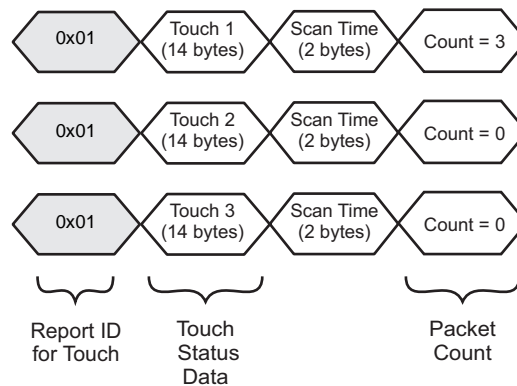 0x01
Touch 1
(14 bytes)
Scan Time
(2 bytes)
Count = 3
0x01
Touch 2
(14 bytes)
Scan Time
(2 bytes)
Count = 0
0x01
Touch 3
(14 bytes)
Scan Time
(2 bytes)
Count = 0
Report ID
for Touch
Touch
Status
Data
Packet
Count